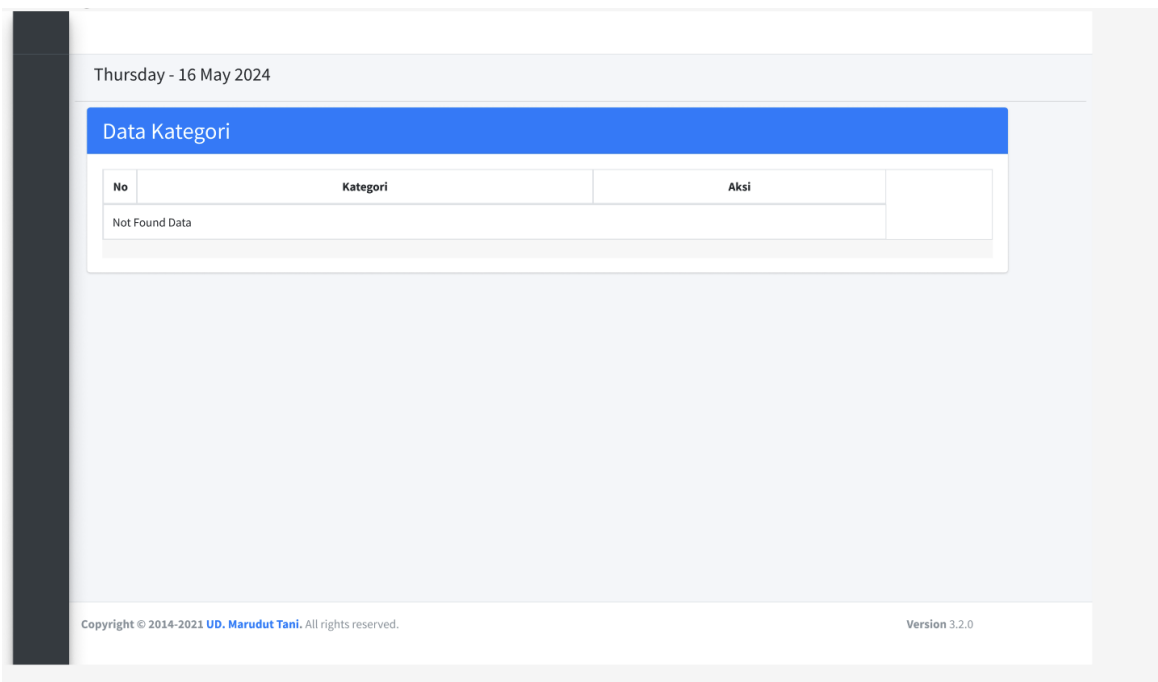 Thursday - 16 May 2024
Data Kategori
No Kategori Aksi
Not Found Data
Copyright © 2014-2021 UD. Marudut Tani. All rights reserved. Version 3.2.0